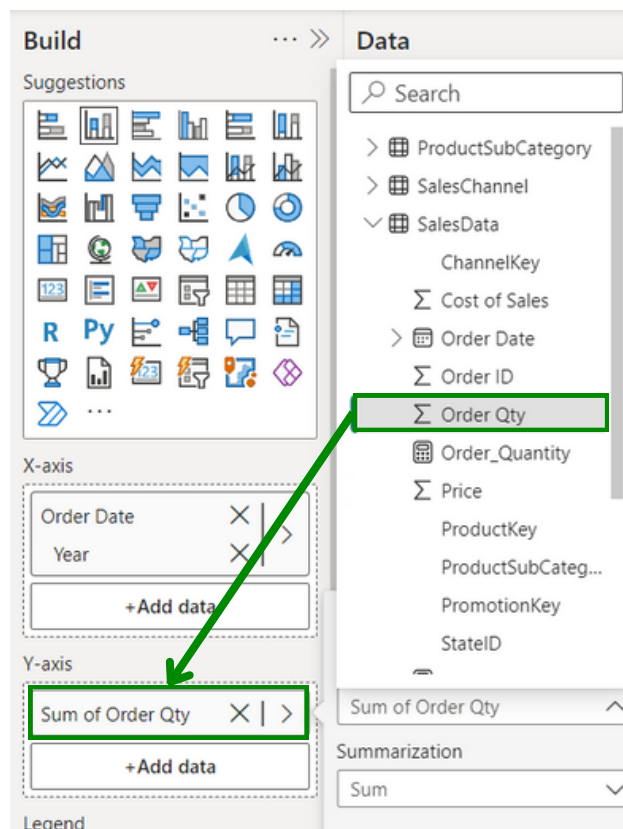 Build
Data
Suggestions
123
R
Py
123
...
X-axis
Order Date
Year
+Add data
Y-axis
Sum of Order Qty
+Add data
Legend
Search
ProductSubCategory
SalesChannel
SalesData
ChannelKey
Σ Cost of Sales
Order Date
Σ Order ID
Σ Order Qty
Order_Quantity
Σ Price
ProductKey
ProductSubCateg...
PromotionKey
StateID
Sum of Order Qty
Summarization
Sum